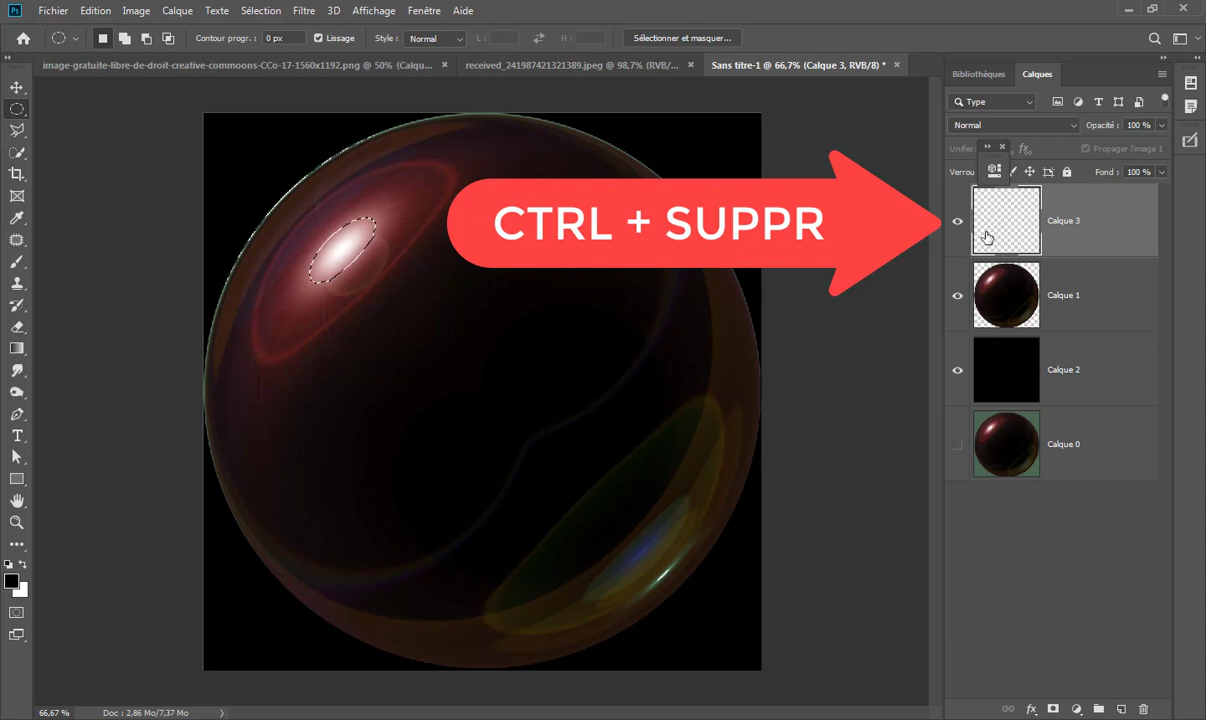 Ps Fichier Edition Image Calque Texte Sélection Filtre 3D Affichage Fenêtre Aide
Contour progr. : 0 px Lissage Style : Normal L : H : Sélectionner et masquer...
image-gratuite-libre-de-droit-creative-commoons-CCo-17-1560x1192.png @ 50% (Calqu... × received_241987421321389.jpeg @ 98,7% (RVB/... × Sans titre-1 @ 66,7% (Calque 3, RVB/8) * ×
Bibliothèques Calques
Type
Normal Opacité : 100 %
Unifier Propager l'image 1
Verrou Fond : 100 %
CTRL + SUPPR
Calque 3
Calque 1
Calque 2
Calque 0
66,67 % Doc : 2,86 Mo/7,37 Mo